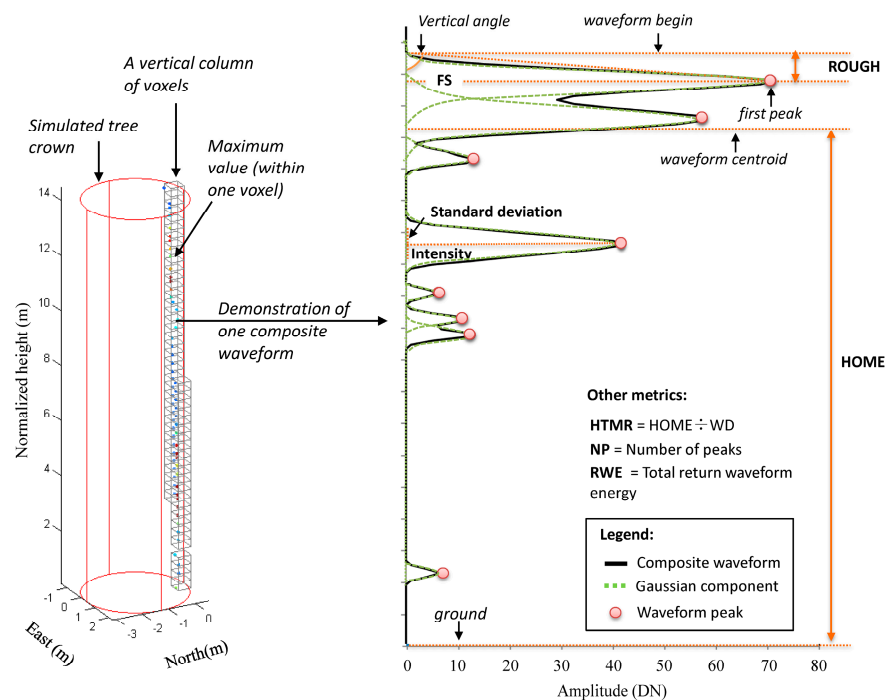 A vertical column
of voxels
Simulated tree
crown
Maximum
value (within
one voxel)
Demonstration of
one composite
waveform
Normalized height (m)
14
12
10
8
6
4
2
-1
0
1
2
-3
-2
-1
0
East (m)
North(m)
Vertical angle
waveform begin
ROUGH
FS
first peak
waveform centroid
Standard deviation
Intensity
HOME
Other metrics:
HTMR = HOME ÷ WD
NP = Number of peaks
RWE = Total return waveform
energy
Legend:
Composite waveform
Gaussian component
Waveform peak
ground
0
10
20
30
40
50
60
70
80
Amplitude (DN)